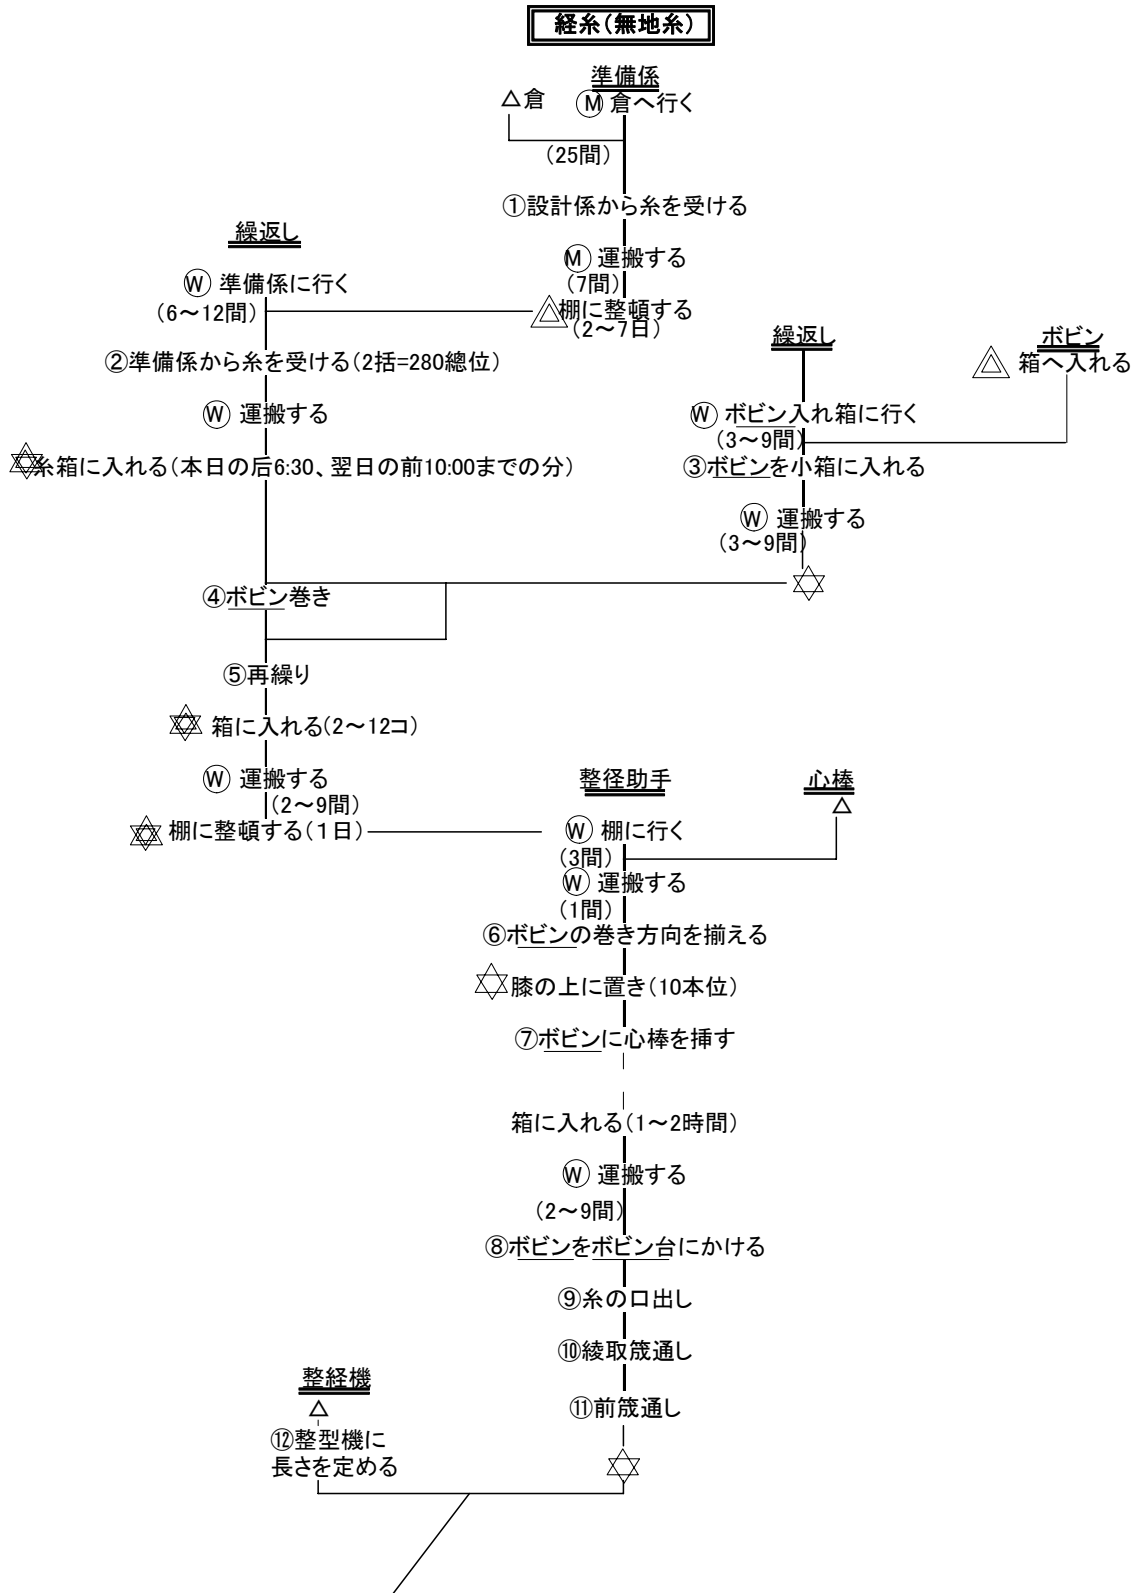 経糸(無地糸)
準備係
△倉
Ⓜ 倉へ行く
(25間)
①設計係から糸を受ける
繰返し
Ⓜ 運搬する
(7間)
Ⓦ 準備係に行く
(6～12間)
棚に整頓する
(2～7日)
繰返し
ボビン
箱へ入れる
②準備係から糸を受ける(2括=280總位)
Ⓦ 運搬する
Ⓦ ボビン入れ箱に行く
(3～9間)
糸箱に入れる(本日の后6:30、翌日の前10:00までの分)
③ボビンを小箱に入れる
Ⓦ 運搬する
(3～9間)
④ボビン巻き
⑤再繰り
箱に入れる(2～12コ)
Ⓦ 運搬する
(2～9間)
整径助手
心棒
△
棚に整頓する(１日)
Ⓦ 棚に行く
(3間)
Ⓦ 運搬する
(1間)
⑥ボビンの巻き方向を揃える
膝の上に置き(10本位)
⑦ボビンに心棒を挿す
箱に入れる(1～2時間)
Ⓦ 運搬する
(2～9間)
⑧ボビンをボビン台にかける
⑨糸の口出し
⑩綾取筬通し
整経機
△
⑪前筬通し
⑫整型機に
長さを定める